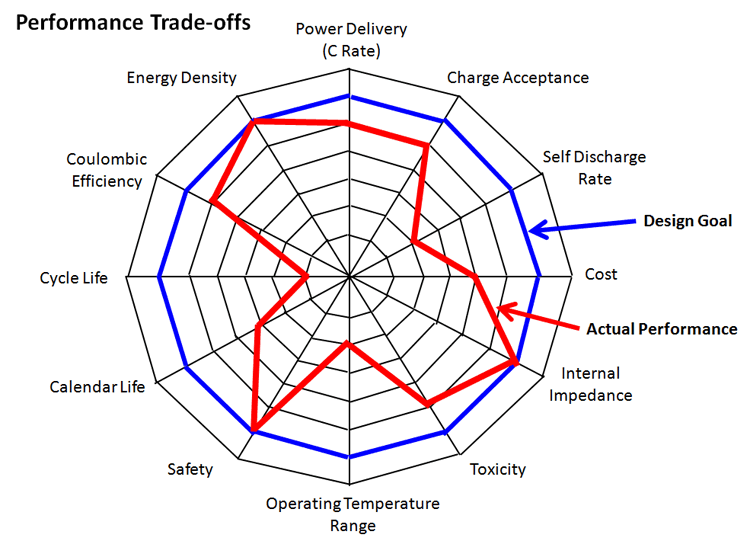 Performance Trade-offs
Power Delivery
(C Rate)
Energy Density
Charge Acceptance
Coulombic
Efficiency
Self Discharge
Rate
Design Goal
Cycle Life
Cost
Actual Performance
Calendar Life
Internal
Impedance
Safety
Toxicity
Operating Temperature
Range